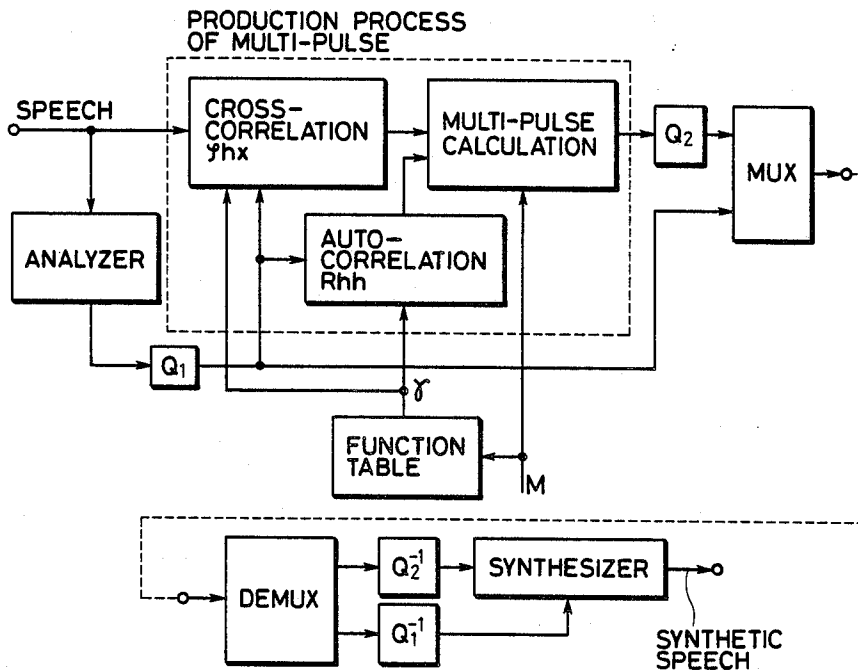 PRODUCTION PROCESS
OF MULTI-PULSE
SPEECH
CROSS-
CORRELATION
φhx
MULTI-PULSE
CALCULATION
Q₂
MUX
ANALYZER
AUTO-
CORRELATION
Rhh
Q₁
γ
FUNCTION
TABLE
M
DEMUX
Q₂⁻¹
SYNTHESIZER
Q₁⁻¹
SYNTHETIC
SPEECH